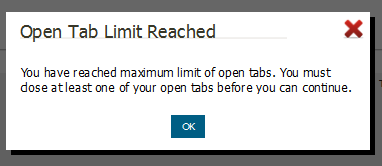 Open Tab Limit Reached
You have reached maximum limit of open tabs. You must
close at least one of your open tabs before you can continue.
OK